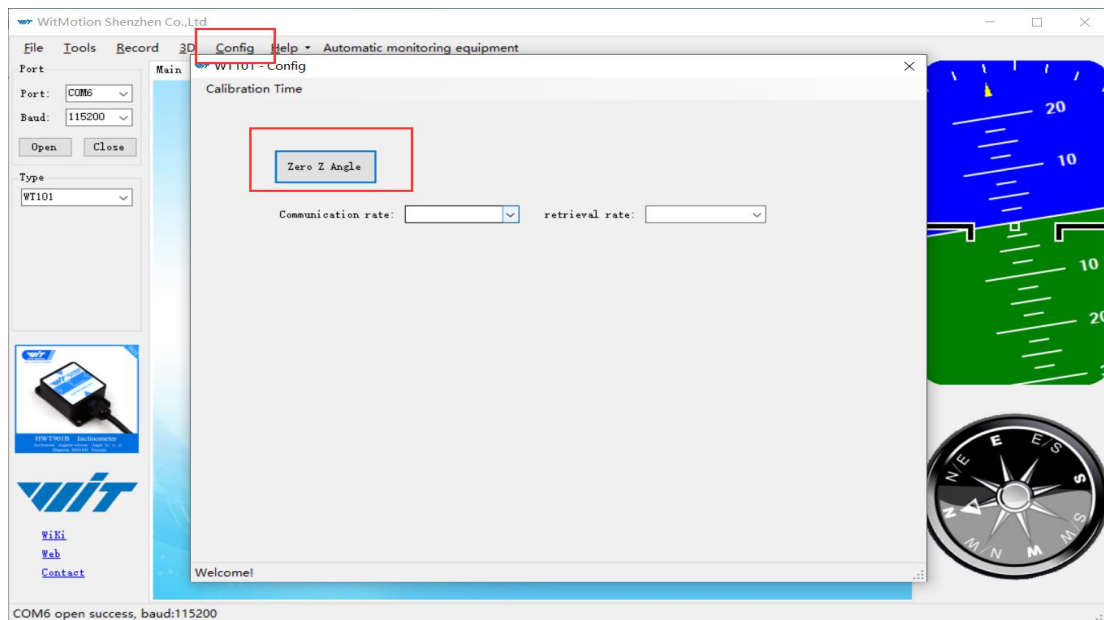 WitMotion Shenzhen Co.,Ltd
File Tools Record 3D Config Help Automatic monitoring equipment
Port
Port: COM6
Baud: 115200
Open Close
Type
WT101
Main
WT101 - Config
Calibration Time
Zero Z Angle
Communication rate: retrieval rate:
Welcome!
20
10
10
20
WIT
HWT901B Inclinometer
WIT
WiKi
Web
Contact
N/E E E/S
N S
N/W W W/S
COM6 open success, baud:115200